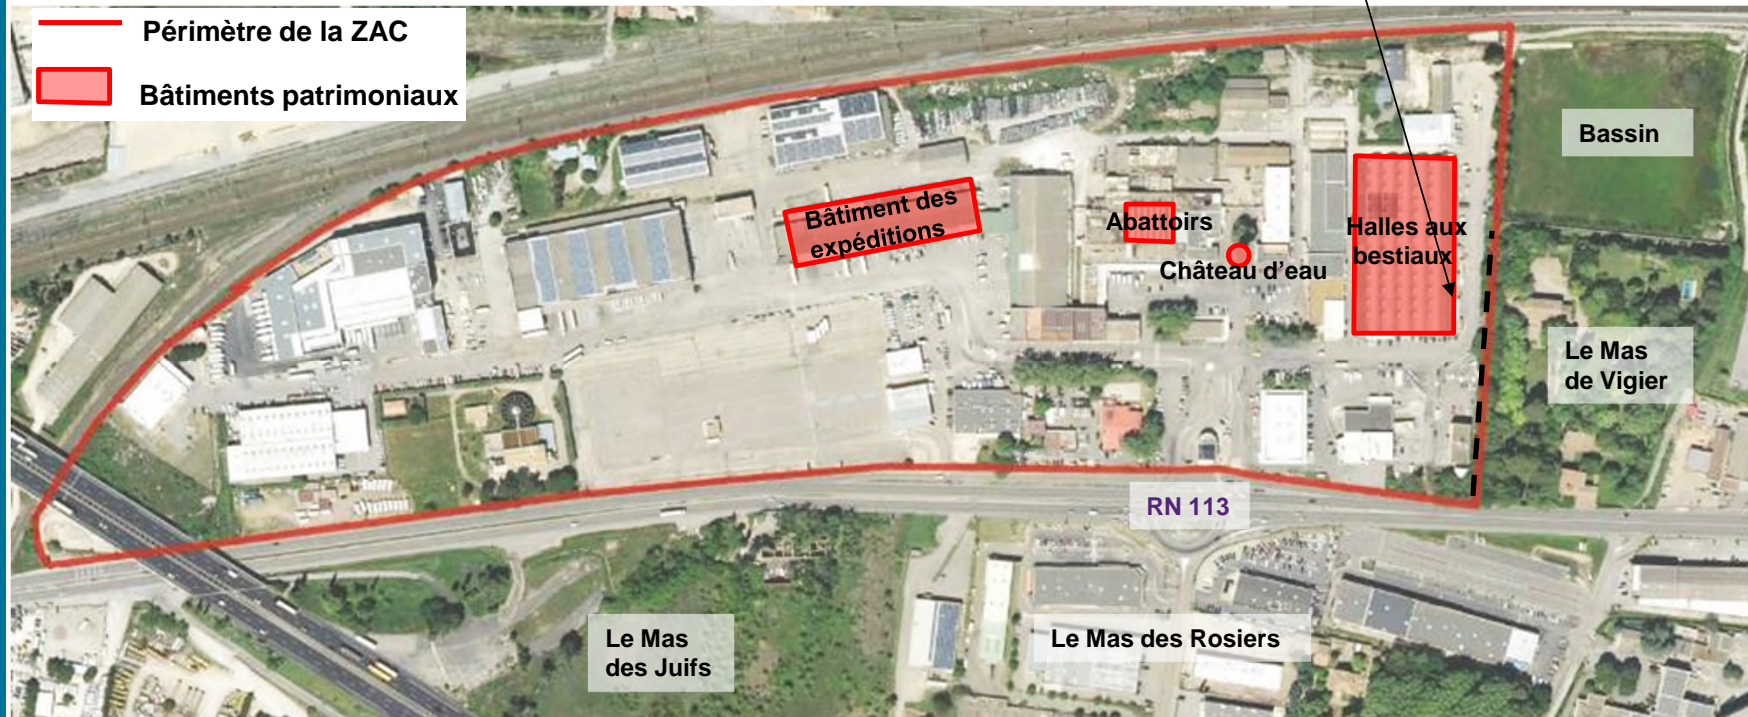 Périmètre de la ZAC
Bâtiments patrimoniaux
Bassin
Bâtiment des
expéditions
Abattoirs
Château d’eau
Halles aux
bestiaux
Le Mas
de Vigier
RN 113
Le Mas
des Juifs
Le Mas des Rosiers